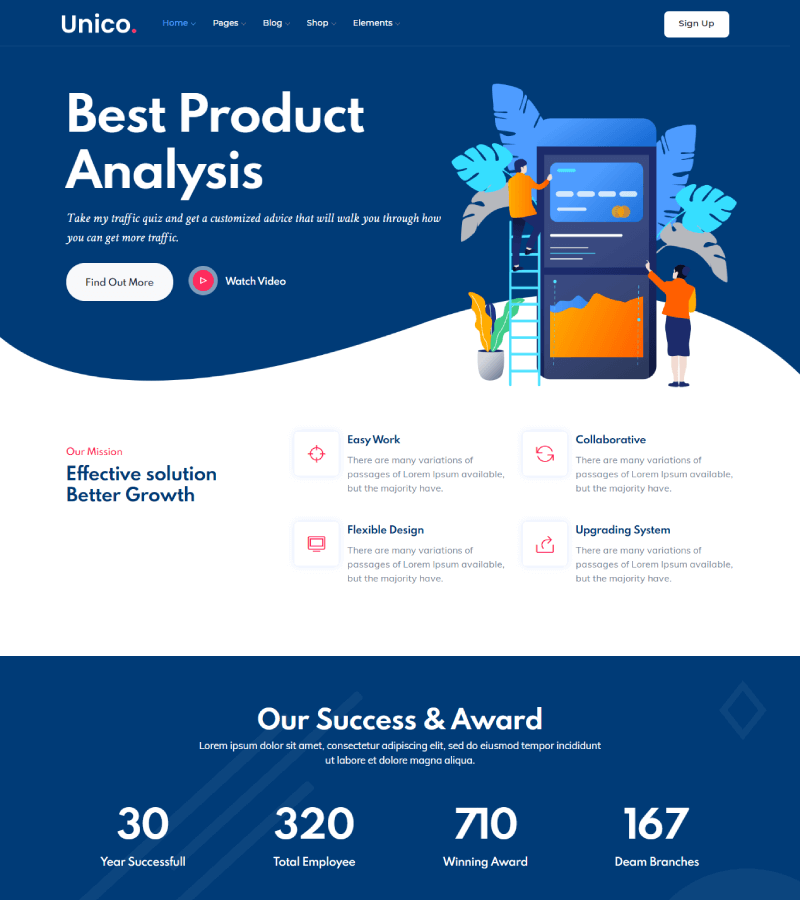 Unico.
Home
Pages
Blog
Shop
Elements
Sign Up
Best Product
Analysis
Take my traffic quiz and get a customized advice that will walk you through how
you can get more traffic.
Find Out More
Watch Video
Our Mission
Effective solution
Better Growth
Easy Work
There are many variations of
passages of Lorem Ipsum available,
but the majority have.
Collaborative
There are many variations of
passages of Lorem Ipsum available,
but the majority have.
Flexible Design
There are many variations of
passages of Lorem Ipsum available,
but the majority have.
Upgrading System
There are many variations of
passages of Lorem Ipsum available,
but the majority have.
Our Success & Award
Lorem ipsum dolor sit amet, consectetur adipiscing elit, sed do eiusmod tempor incididunt
ut labore et dolore magna aliqua.
30
Year Successfull
320
Total Employee
710
Winning Award
167
Deam Branches